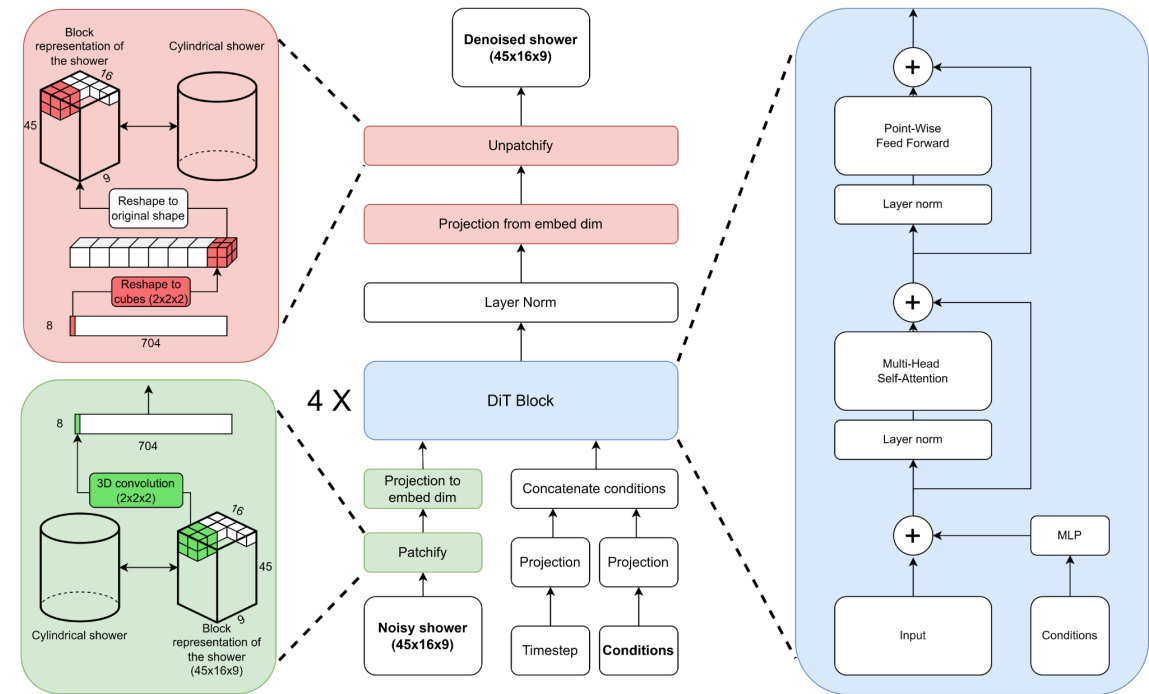 Block
representation of
the shower
Cylindrical shower
16
45
9
Reshape to
original shape
Reshape to
cubes (2x2x2)
8
704
8
704
3D convolution
(2x2x2)
16
45
9
Cylindrical shower
Block
representation of
the shower
(45x16x9)
Denoised shower
(45x16x9)
Unpatchify
Projection from embed dim
Layer Norm
4 X
DiT Block
Projection to
embed dim
Concatenate conditions
Patchify
Projection
Projection
Noisy shower
(45x16x9)
Timestep
Conditions
+
Point-Wise
Feed Forward
Layer norm
+
Multi-Head
Self-Attention
Layer norm
+
MLP
Input
Conditions